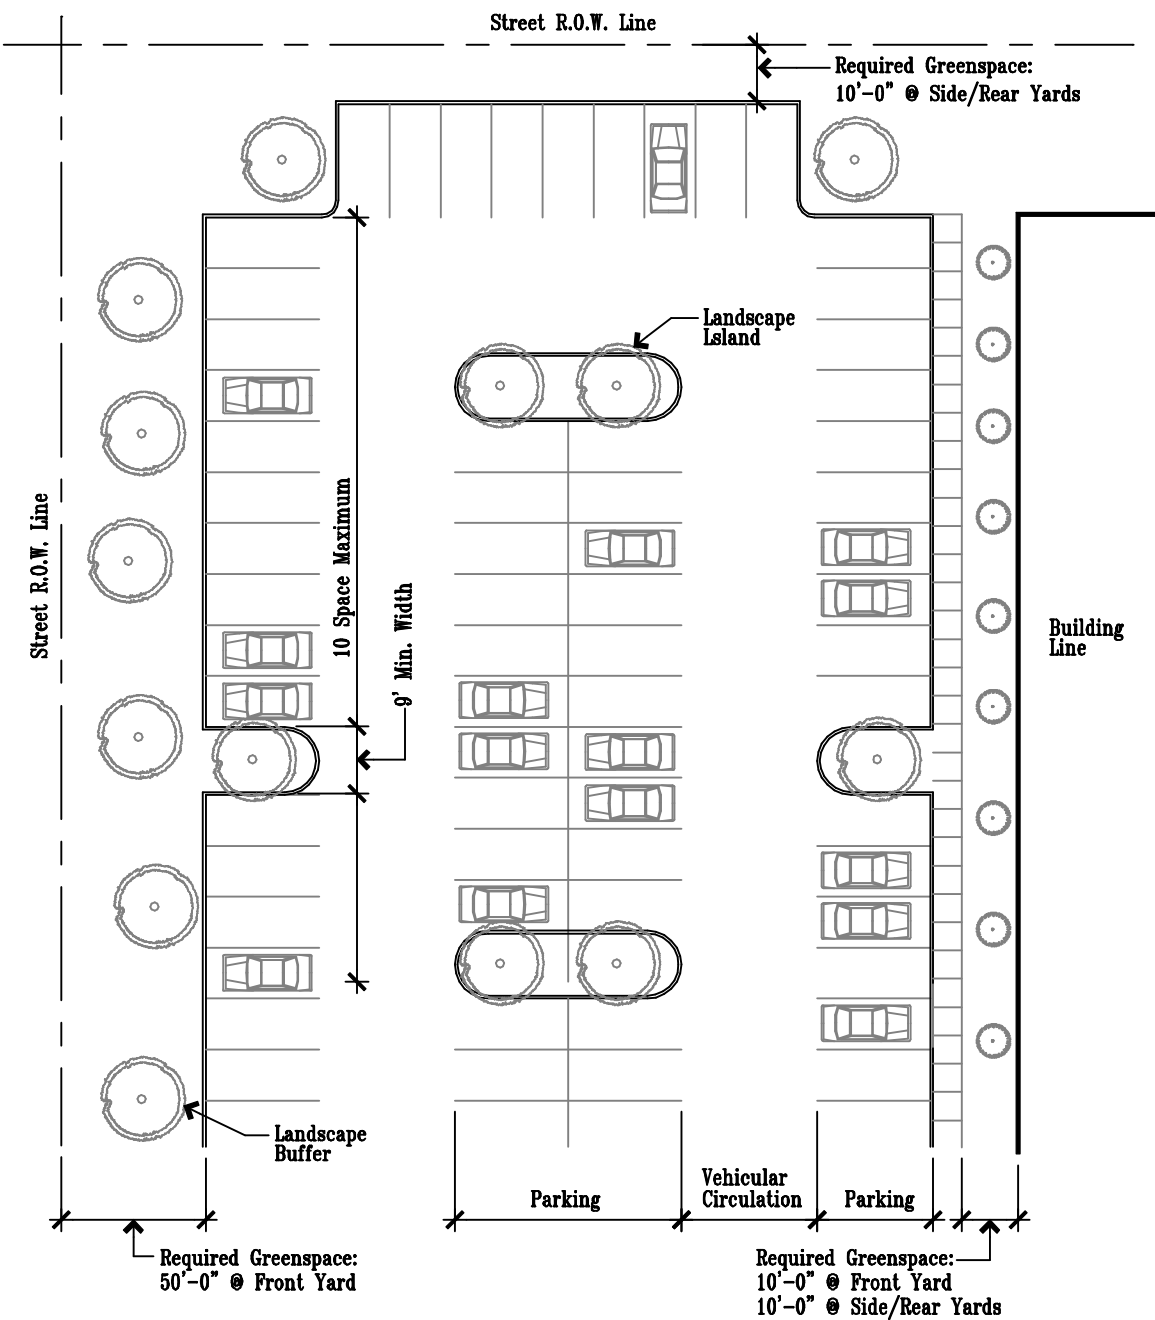 Street R.O.W. Line
Required Greenspace:
10'-0" @ Side/Rear Yards
Landscape
Lsland
Street R.O.W. Line
10 Space Maximum
9' Min. Width
Building
Line
Landscape
Buffer
Parking
Vehicular
Circulation
Parking
Required Greenspace:
50'-0" @ Front Yard
Required Greenspace:
10'-0" @ Front Yard
10'-0" @ Side/Rear Yards